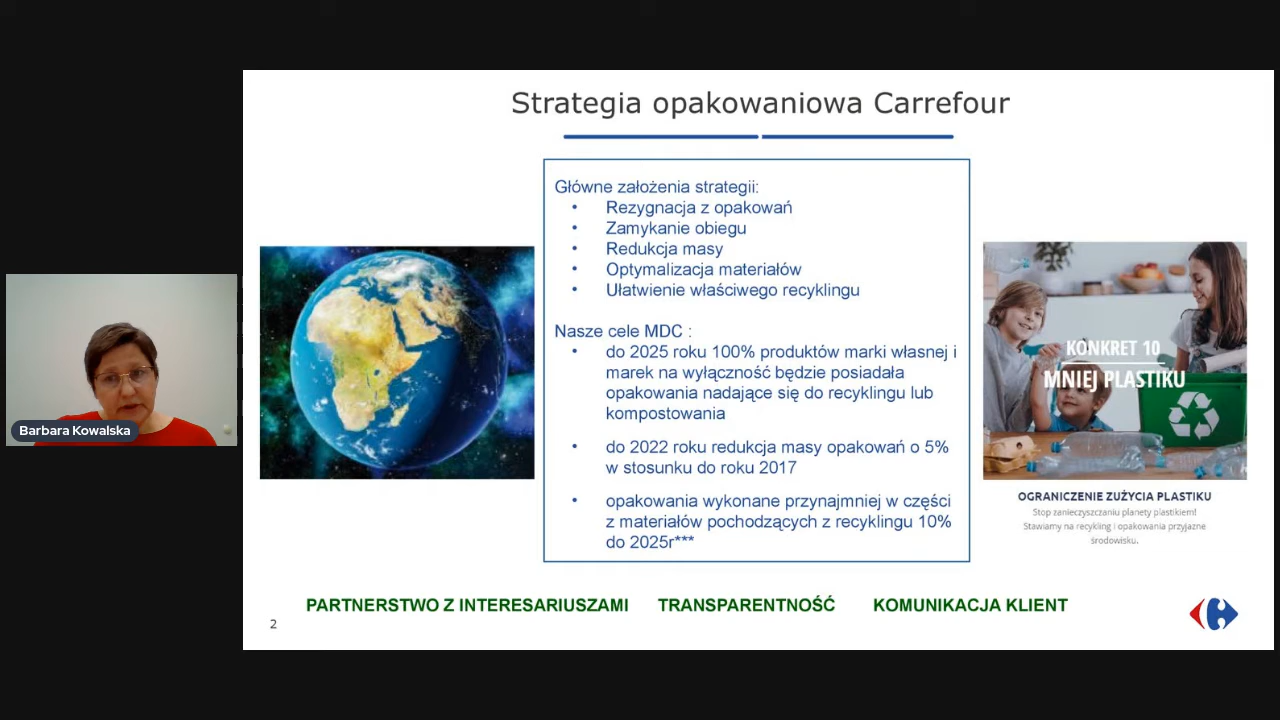 Strategia opakowaniowa Carrefour
Główne założenia strategii:
• Rezygnacja z opakowań
• Zamykanie obiegu
• Redukcja masy
• Optymalizacja materiałów
• Ułatwienie właściwego recyklingu
Nasze cele MDC :
• do 2025 roku 100% produktów marki własnej i
marek na wyłączność będzie posiadała
opakowania nadające się do recyklingu lub
kompostowania
• do 2022 roku redukcja masy opakowań o 5%
w stosunku do roku 2017
• opakowania wykonane przynajmniej w części
z materiałów pochodzących z recyklingu 10%
do 2025r***
KONKRET 10
MNIEJ PLASTIKU
OGRANICZENIE ZUŻYCIA PLASTIKU
Stop zanieczyszczaniu planety plastikiem!
Stawiamy na recykling i opakowania przyjazne
środowisku.
Barbara Kowalska
PARTNERSTWO Z INTERESARIUSZAMI TRANSPARENTNOŚĆ KOMUNIKACJA KLIENT
2